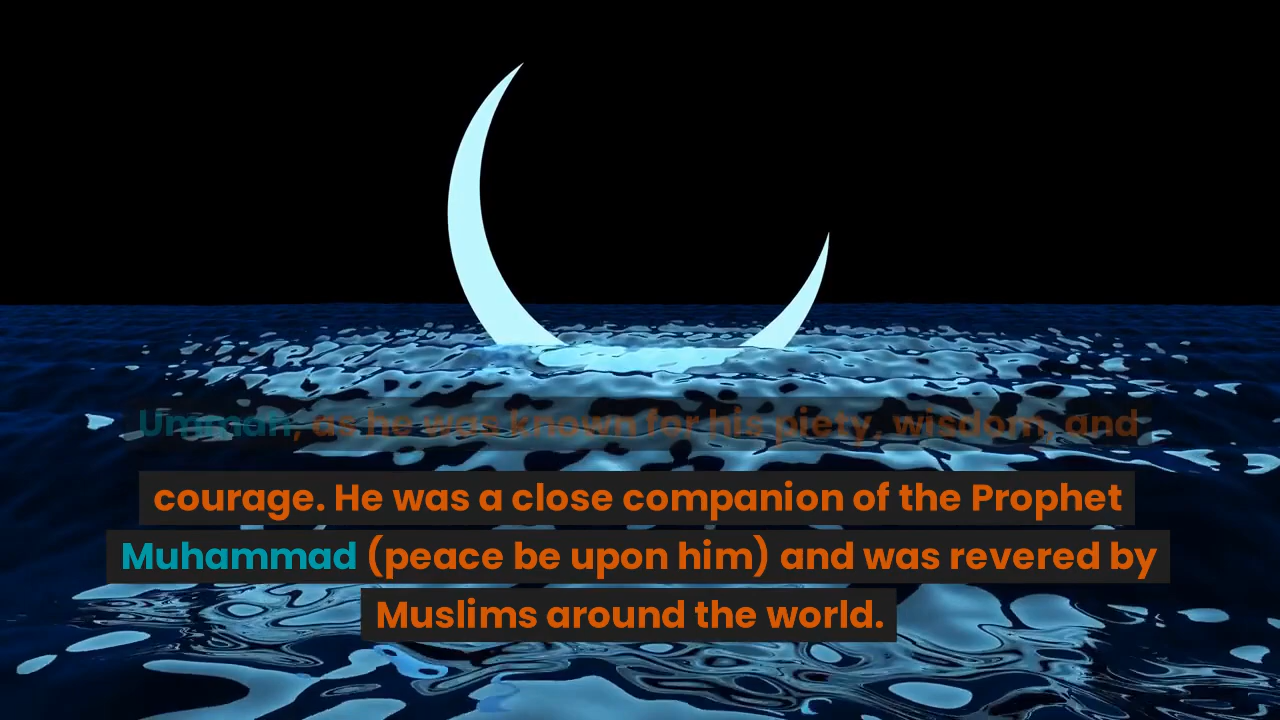 Ummah, as he was known for his piety, wisdom, and
courage. He was a close companion of the Prophet
Muhammad (peace be upon him) and was revered by
Muslims around the world.